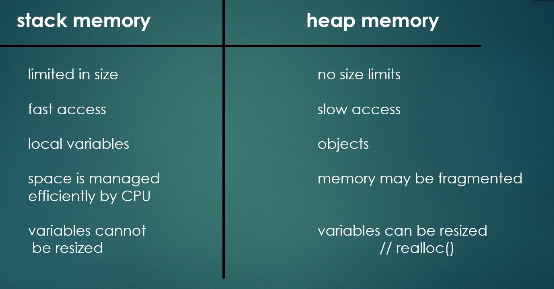 stack memory
heap memory
limited in size
no size limits
fast access
slow access
local variables
objects
space is managed
efficiently by CPU
memory may be fragmented
variables cannot
be resized
variables can be resized
// realloc()